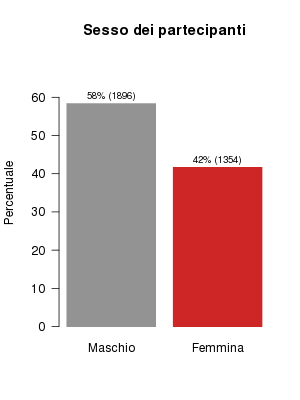 Sesso dei partecipanti
Percentuale
60
50
40
30
20
10
0
58% (1896)
42% (1354)
Maschio
Femmina